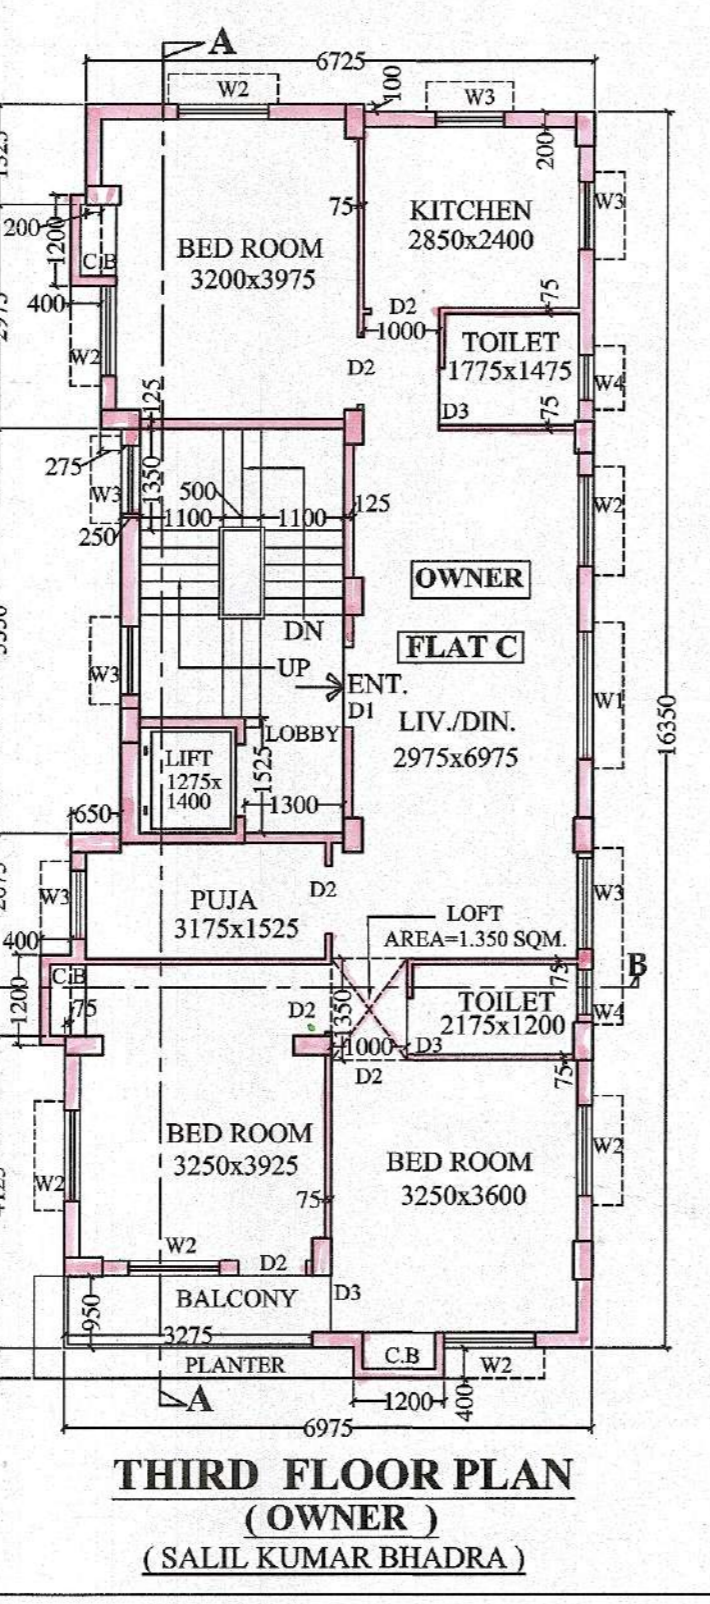 A
6725
W2
W3
100
200
1200
C.B
200
400
W2
BED ROOM
3200x3975
75
KITCHEN
2850x2400
W3
75
D2
1000
D2
TOILET
1775x1475
D3
75
W4
125
1350
275
W3
250
500
1100
1100
125
W2
OWNER
FLAT C
DN
UP
ENT.
D1
W3
LOBBY
LIV./DIN.
2975x6975
W1
16350
LIFT
1275x
1400
1525
1300
650
W3
400
PUJA
3175x1525
D2
LOFT
AREA=1.350 SQM.
W3
B
C.B
1200
75
D2
1350
1000
D3
D2
TOILET
2175x1200
75
W4
75
BED ROOM
3250x3925
75
BED ROOM
3250x3600
W2
W2
W2
D2
BALCONY
D3
950
3275
PLANTER
C.B
W2
A
1200
400
6975
THIRD FLOOR PLAN
( OWNER )
( SALIL KUMAR BHADRA )